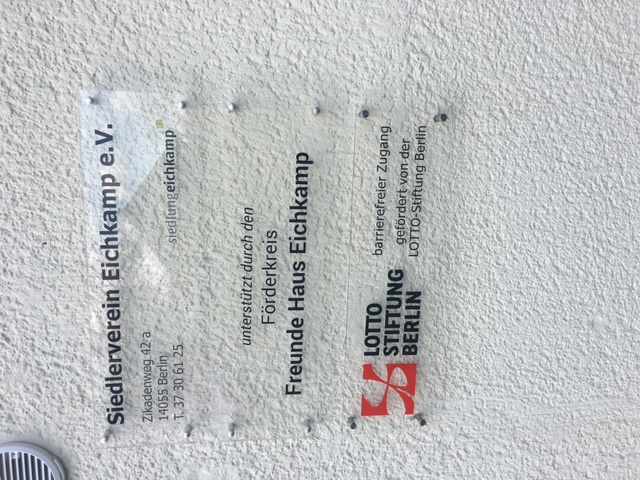 Siedlerverein Eichkamp e.V.
Zikadenweg 42 a
14055 Berlin
T. 37 30 61 25
siedlungeichkamp
unterstützt durch den
Förderkreis
Freunde Haus Eichkamp
LOTTO
STIFTUNG
BERLIN
barrierefreier Zugang
gefördert von der
LOTTO-Stiftung Berlin